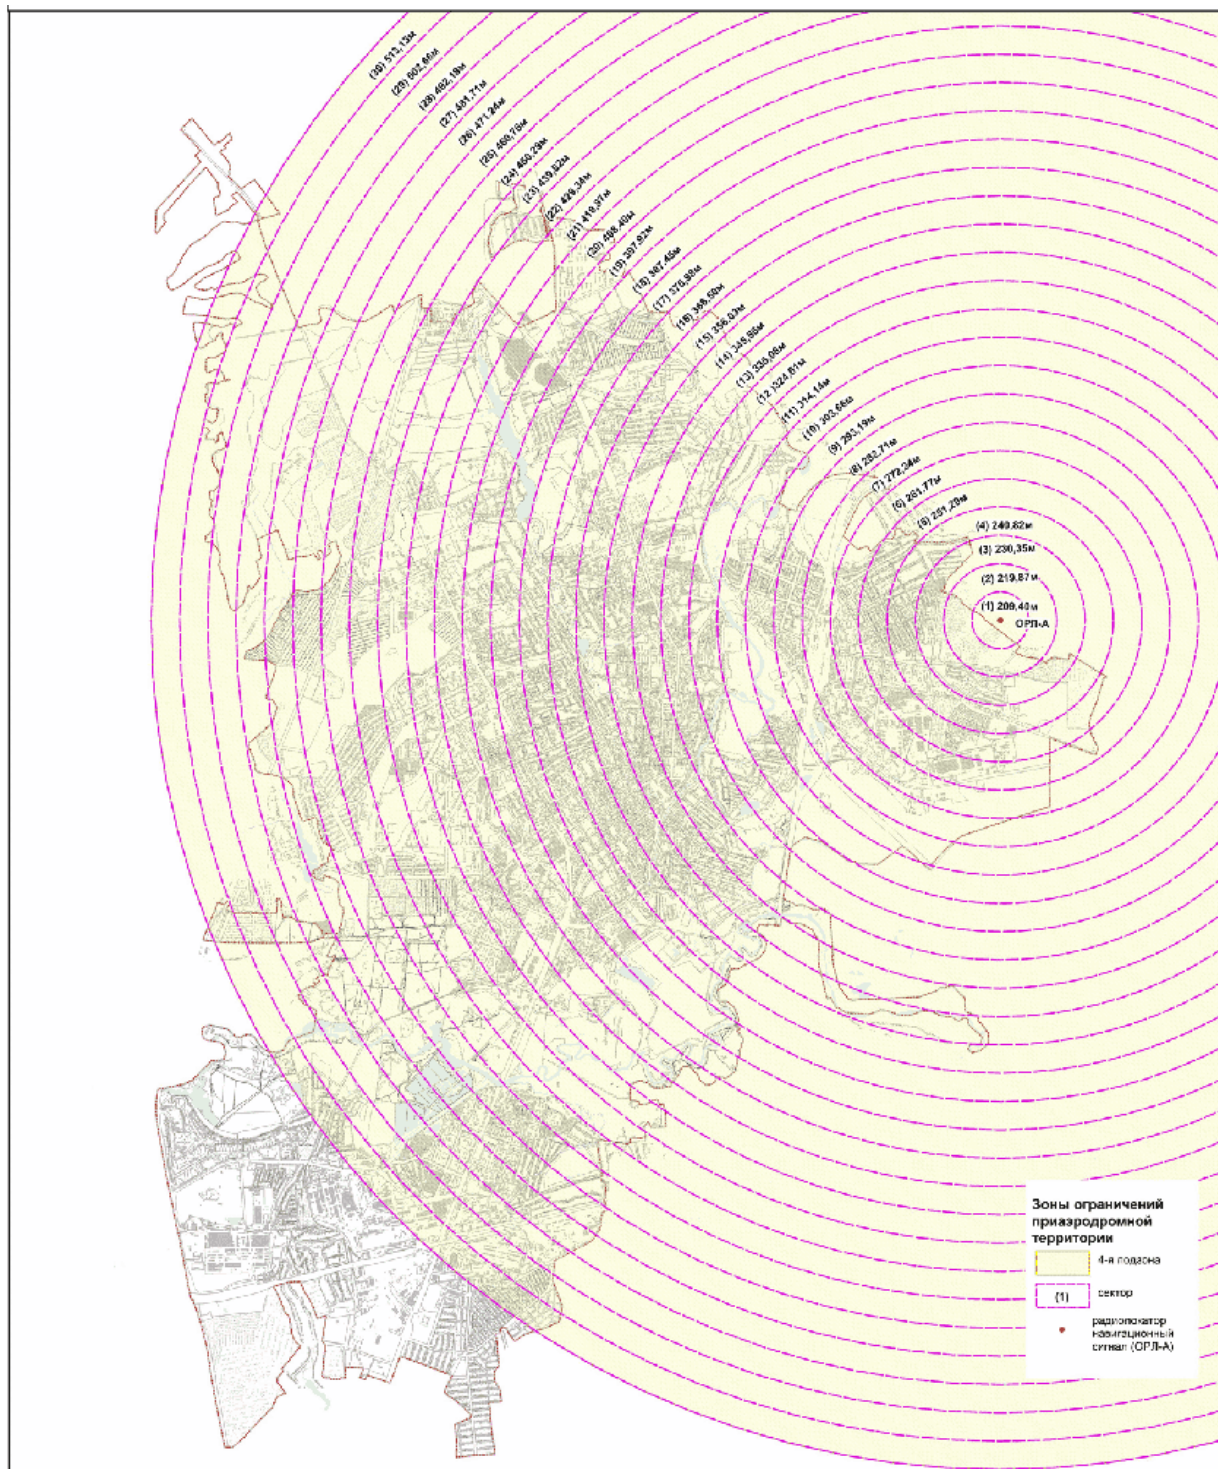 (30) 513,13м
(29) 502,66м
(28) 492,19м
(27) 481,71м
(26) 471,24м
(25) 460,76м
(24) 450,29м
(23) 439,82м
(22) 429,34м
(21) 418,87м
(20) 408,40м
(19) 397,92м
(18) 387,45м
(17) 376,98м
(16) 366,50м
(15) 356,03м
(14) 345,55м
(13) 335,08м
(12) 324,61м
(11) 314,14м
(10) 303,66м
(9) 293,19м
(8) 282,71м
(7) 272,24м
(6) 261,77м
(5) 251,29м
(4) 240,82м
(3) 230,35м
(2) 219,87м
(1) 209,40м
ОРЛ-А
Зоны ограничений
приаэродромной
территории
4-я подзона
(1)
сектор
радиолокатор
навигационный
сигнал (ОРЛ-А)